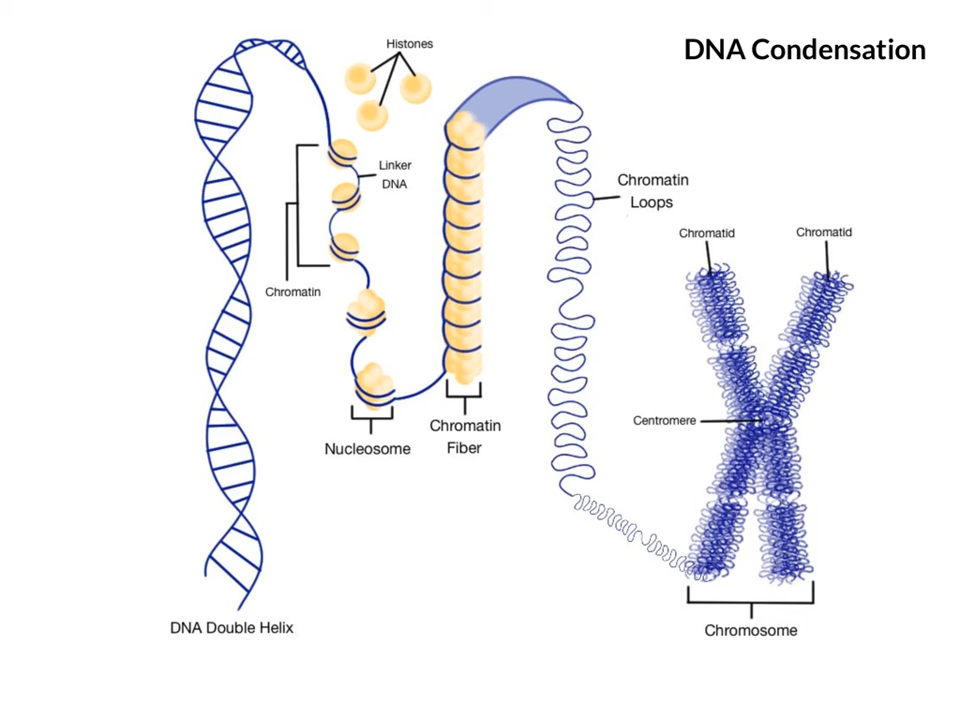 DNA Condensation
Histones
Linker
DNA
Chromatin
Loops
Chromatid
Chromatid
Chromatin
Centromere
Chromatin
Fiber
Nucleosome
DNA Double Helix
Chromosome